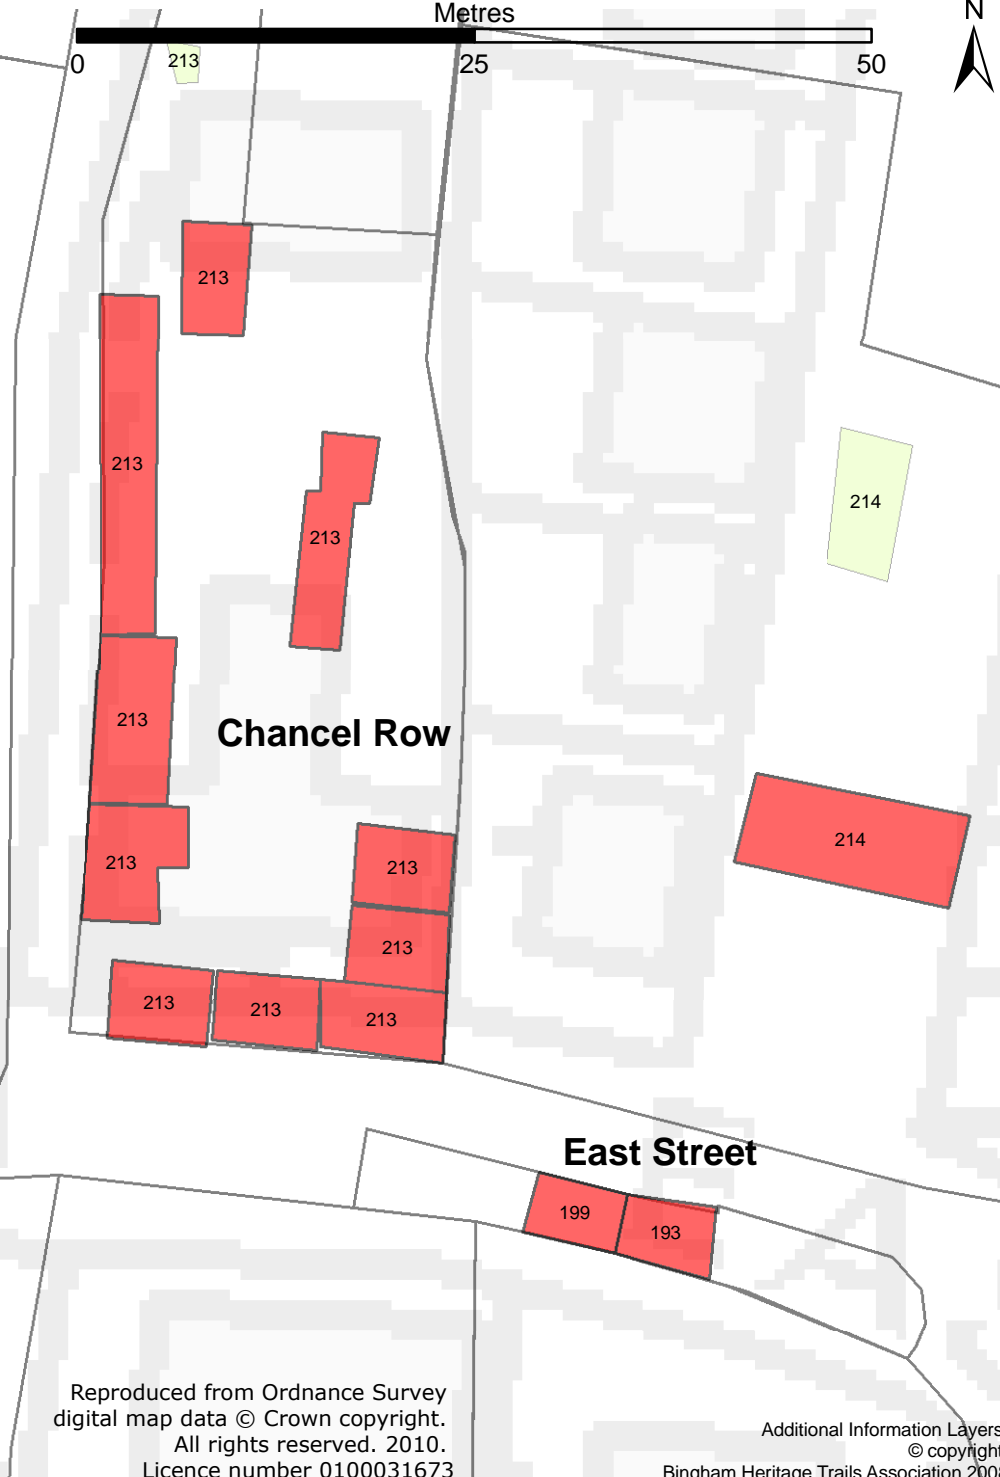 Metres
N
0
25
50
213
213
213
213
214
213
Chancel Row
214
213
213
213
213
213
213
East Street
199
193
Reproduced from Ordnance Survey
digital map data © Crown copyright.
All rights reserved. 2010.
Licence number 0100031673
Additional Information Layers
© copyright
Bingham Heritage Trails Association 2008